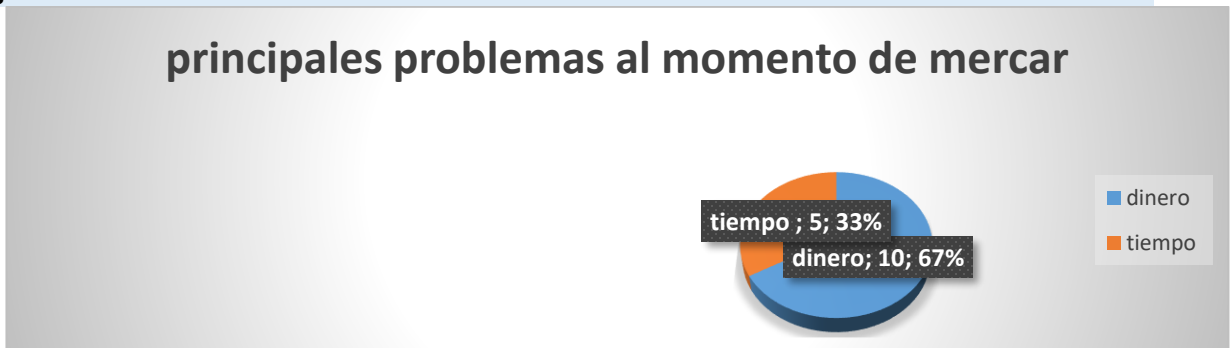 principales problemas al momento de mercar
tiempo ; 5; 33%
dinero; 10; 67%
dinero
tiempo